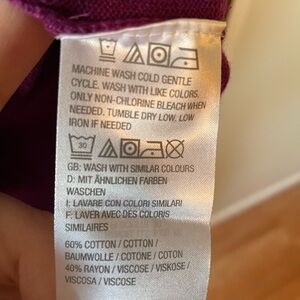 MACHINE WASH COLD GENTLE
CYCLE. WASH WITH LIKE COLORS.
ONLY NON-CHLORINE BLEACH WHEN
NEEDED. TUMBLE DRY LOW. LOW
IRON IF NEEDED
30
GB: WASH WITH SIMILAR COLOURS
D: MIT ÄHNLICHEN FARBEN
WASCHEN
I: LAVARE CON COLORI SIMILARI
F: LAVER AVEC DES COLORIS
SIMILAIRES
60% COTTON / COTTON /
BAUMWOLLE / COTONE / COTON
40% RAYON / VISCOSE / VISKOSE /
VISCOSA / VISCOSE